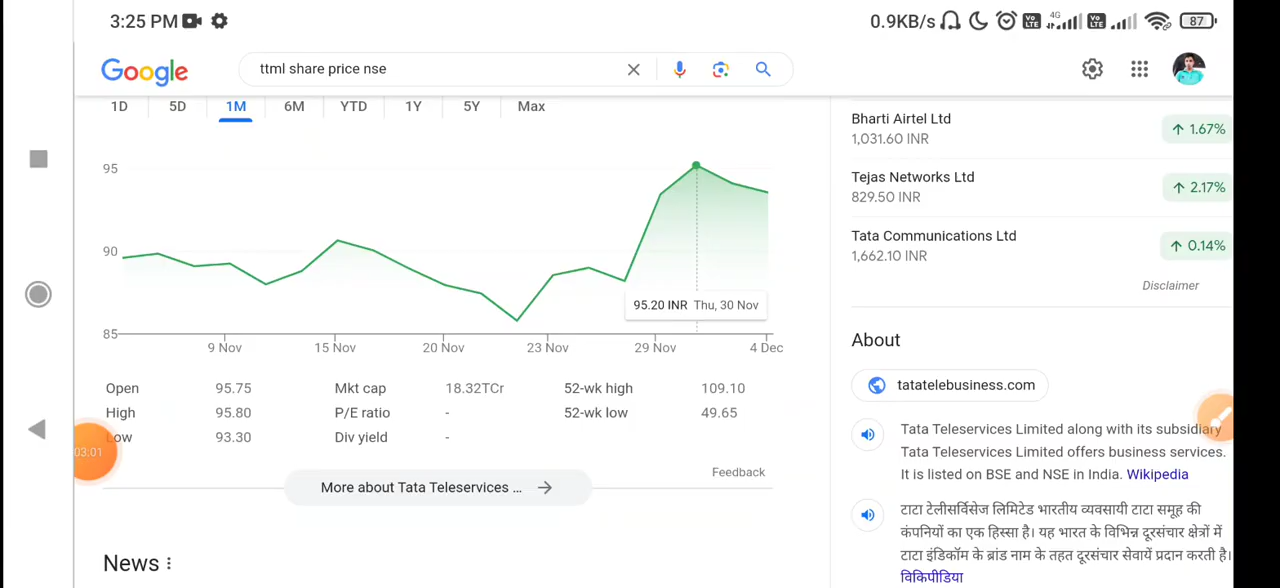 3:25 PM
0.9KB/s
Vo LTE
4G
Vo LTE
87
Google
ttml share price nse
1D 5D 1M 6M YTD 1Y 5Y Max
95
90
85
95.20 INR Thu, 30 Nov
9 Nov 15 Nov 20 Nov 23 Nov 29 Nov 4 Dec
Open 95.75 Mkt cap 18.32TCr 52-wk high 109.10
High 95.80 P/E ratio - 52-wk low 49.65
Low 93.30 Div yield -
03.01
Feedback
More about Tata Teleservices ...
News
Bharti Airtel Ltd
1,031.60 INR
1.67%
Tejas Networks Ltd
829.50 INR
2.17%
Tata Communications Ltd
1,662.10 INR
0.14%
Disclaimer
About
tatatelebusiness.com
Tata Teleservices Limited along with its subsidiary
Tata Teleservices Limited offers business services.
It is listed on BSE and NSE in India. Wikipedia
टाटा टेलीसर्विसेज लिमिटेड भारतीय व्यवसायी टाटा समूह की
कंपनियों का एक हिस्सा है। यह भारत के विभिन्न दूरसंचार क्षेत्रों में
टाटा इंडिकॉम के ब्रांड नाम के तहत दूरसंचार सेवायें प्रदान करती है।
विकिपीडिया